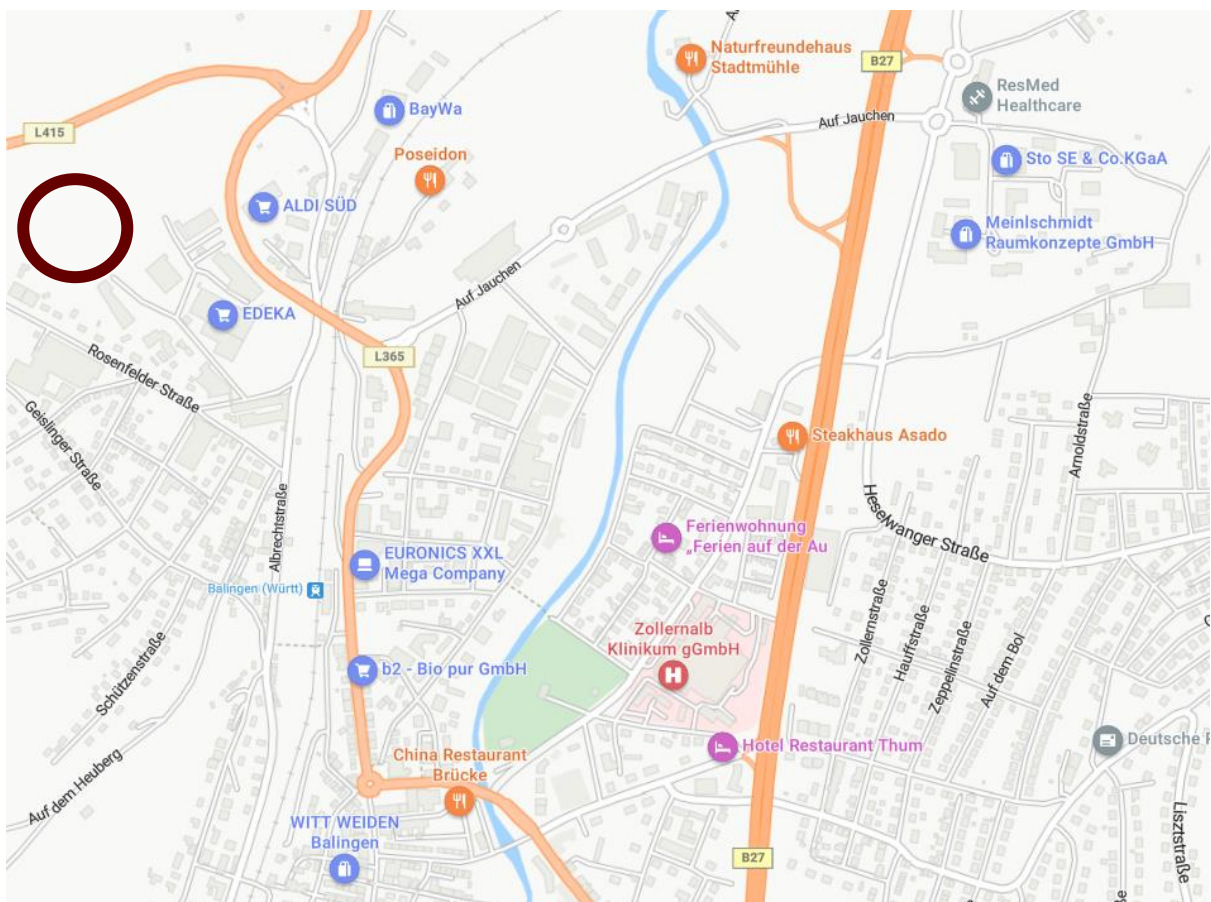 Naturfreundehaus
Stadtmühle
B27
ResMed
Healthcare
BayWa
L415
Auf Jauchen
Poseidon
Sto SE & Co.KGaA
ALDI SÜD
Meinlschmidt
Raumkonzepte GmbH
Auf Jauchen
EDEKA
L365
Rosenfelder Straße
Geislinger Straße
Steakhaus Asado
Arnoldstraße
Heselwanger Straße
Albrechtstraße
Ferienwohnung
„Ferien auf der Au
EURONICS XXL
Mega Company
Balingen (Württ)
Zollernstraße
Hauffstraße
Zeppelinstraße
Auf dem Bol
Zollernalb
Klinikum gGmbH
Schützenstraße
b2 - Bio pur GmbH
Hotel Restaurant Thum
Deutsche P
China Restaurant
Brücke
Auf dem Heuberg
WITT WEIDEN
Balingen
Lisztstraße
B27